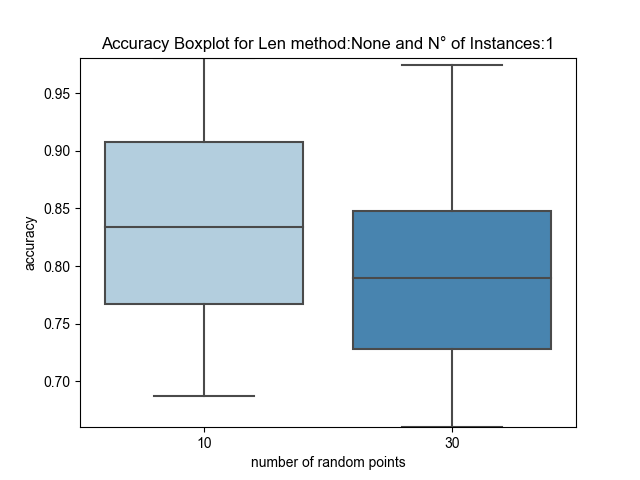 Accuracy Boxplot for Len method:None and N° of Instances:1
0.95
0.90
0.85
0.80
0.75
0.70
accuracy
10 30
number of random points